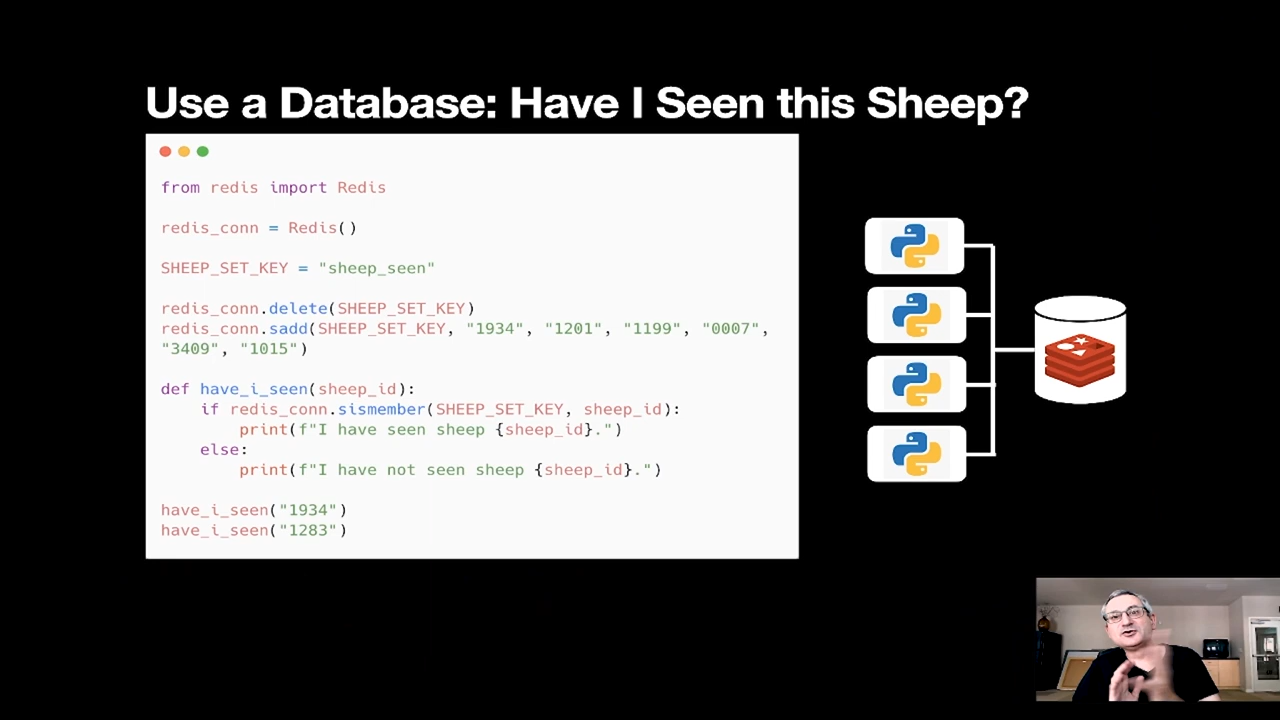 Use a Database: Have I Seen this Sheep?
from redis import Redis
redis_conn = Redis()
SHEEP_SET_KEY = "sheep_seen"
redis_conn.delete(SHEEP_SET_KEY)
redis_conn.sadd(SHEEP_SET_KEY, "1934", "1201", "1199", "0007",
"3409", "1015")
def have_i_seen(sheep_id):
    if redis_conn.sismember(SHEEP_SET_KEY, sheep_id):
        print(f"I have seen sheep {sheep_id}.")
    else:
        print(f"I have not seen sheep {sheep_id}.")
have_i_seen("1934")
have_i_seen("1283")